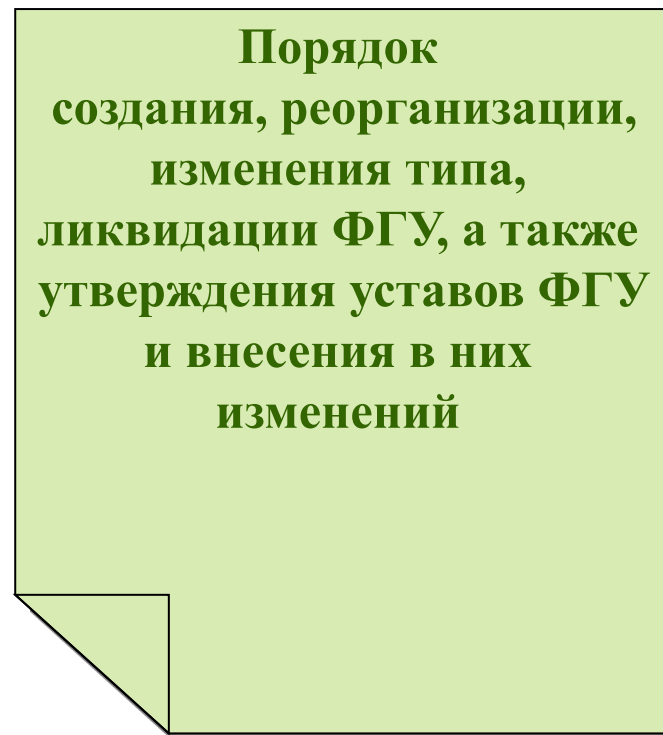 Порядок
создания, реорганизации,
изменения типа,
ликвидации ФГУ, а также
утверждения уставов ФГУ
и внесения в них
изменений